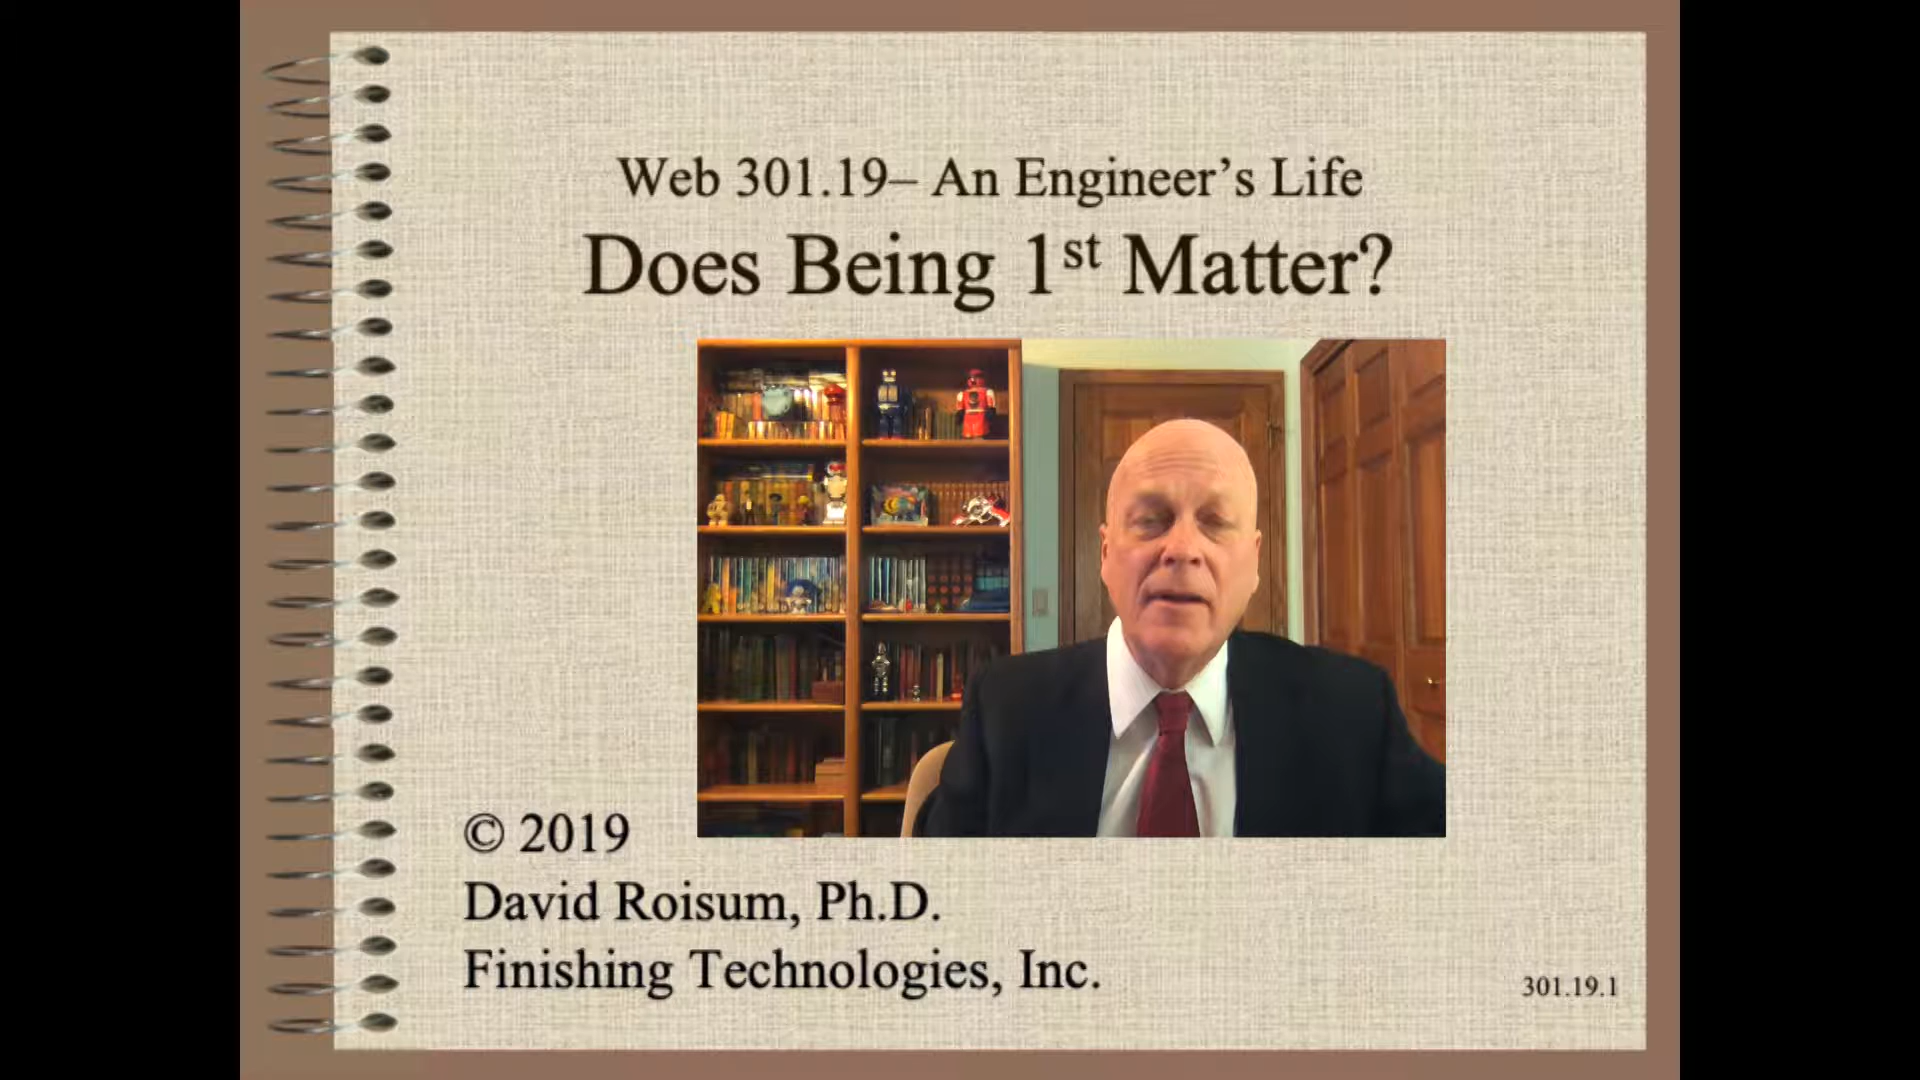 Web 301.19– An Engineer's Life
Does Being 1st Matter?
© 2019
David Roisum, Ph.D.
Finishing Technologies, Inc.
301.19.1